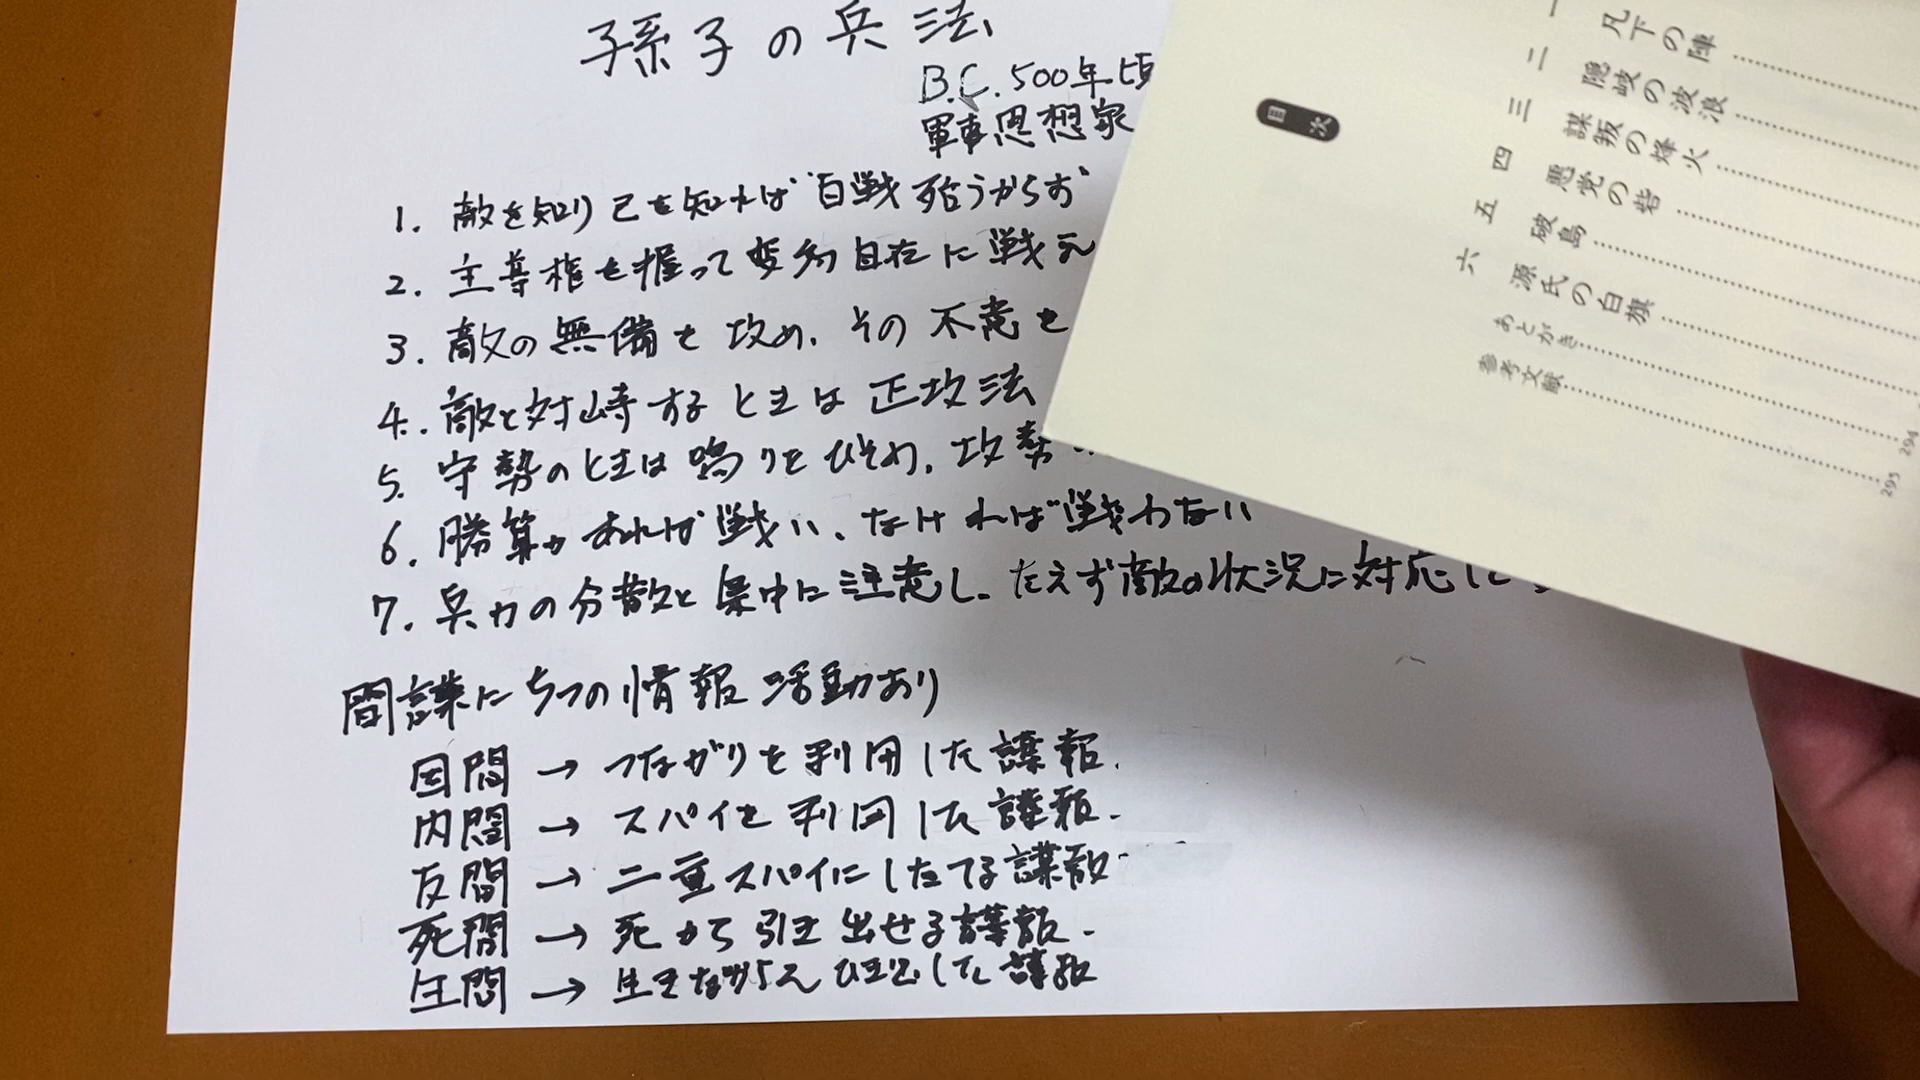 孫子の兵法
B.C.500年頃
軍事思想家
1. 敵を知り己を知れば百戦殆うからず
2. 主導権を握って変幻自在に戦え
3. 敵の無備を攻め、その不意を
4. 敵と対峙するときは正攻法
5. 守勢のときは鳴りをひそめ、攻勢
6. 勝算があれば戦い、なければ戦わない
7. 兵力の分散と集中に注意し、たえず敵の状況に対応して
間諜に5つの情報活動あり
因間 → つながりを利用した諜報.
内間 → スパイを利用した諜報.
反間 → 二重スパイにしたてる諜報
死間 → 死から引き出せる諜報.
生間 → 生きながらえ した諜報
目次
一 凡下の陣
二 隠岐の波浪
三 謀叛の烽火
四 悪党の砦
五 破島
六 源氏の白旗
あとがき 294
参考文献 295